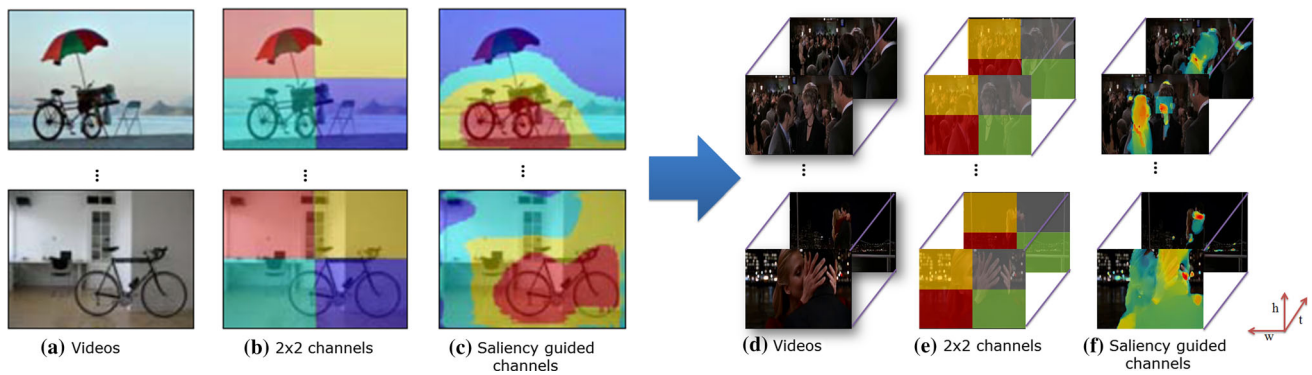 ...
...
...
...
...
...
(a) Videos
(b) 2x2 channels
(c) Saliency guided
channels
(d) Videos
(e) 2x2 channels
(f) Saliency guided
channels
h
t
w